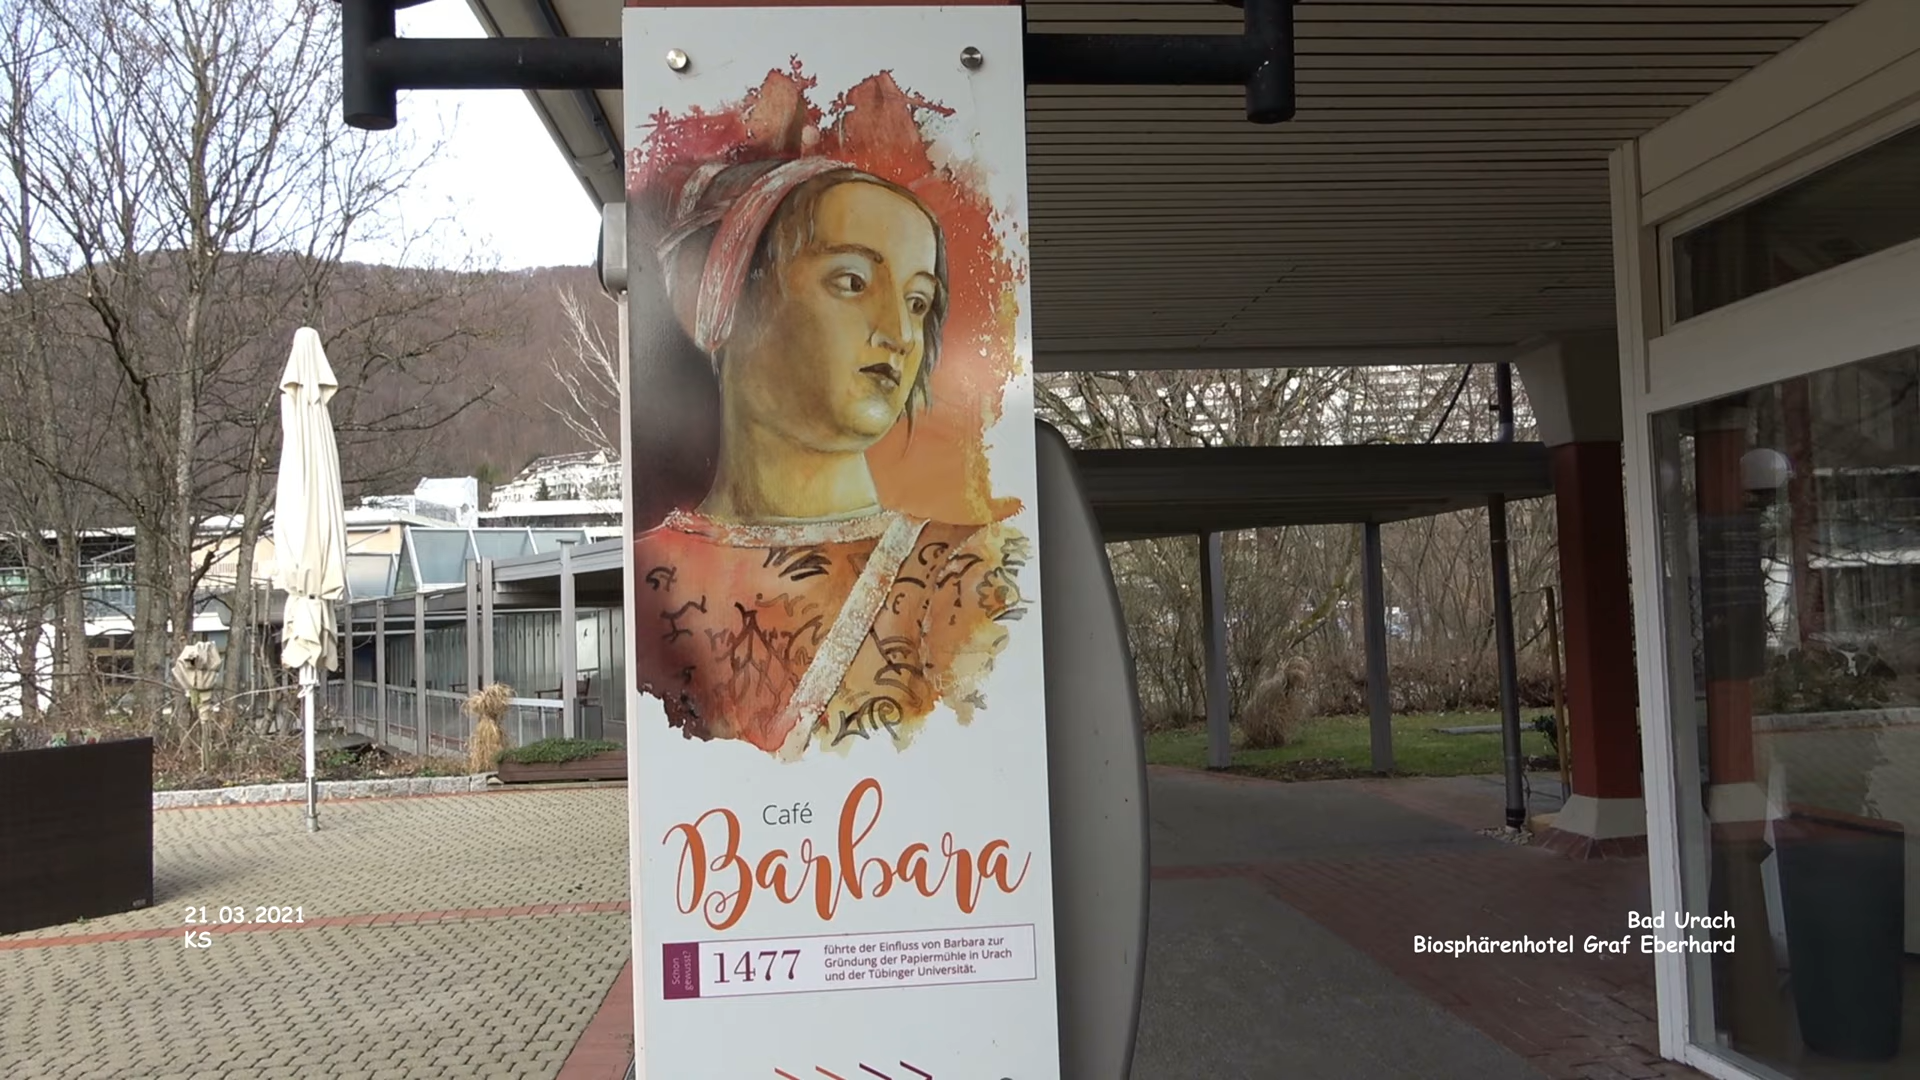 Café
Barbara
Schon
gewusst?
1477
führte der Einfluss von Barbara zur
Gründung der Papiermühle in Urach
und der Tübinger Universität.
21.03.2021
KS
Bad Urach
Biosphärenhotel Graf Eberhard